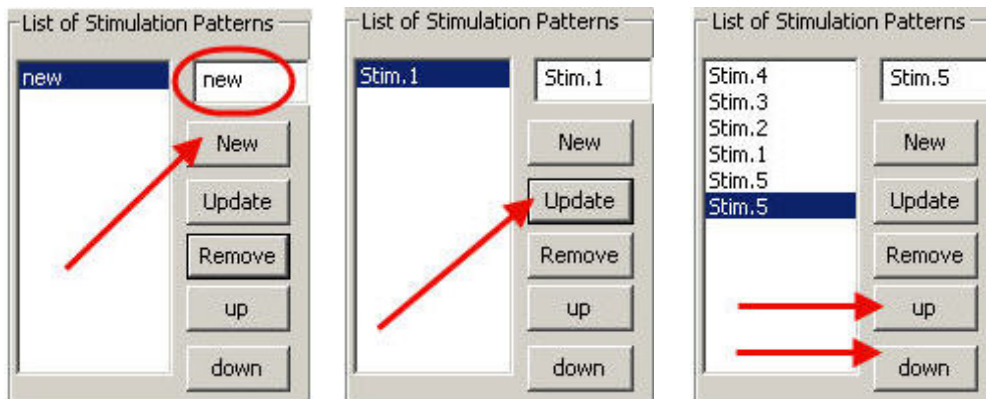 List of Stimulation Patterns
new
new
New
Update
Remove
up
down
List of Stimulation Patterns
Stim.1
Stim.1
New
Update
Remove
up
down
List of Stimulation Patterns
Stim.4
Stim.3
Stim.2
Stim.1
Stim.5
Stim.5
Stim.5
New
Update
Remove
up
down